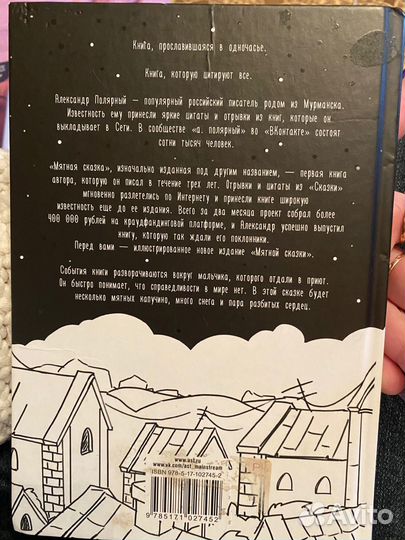 Книга, прославившаяся в одночасье.
Книга, которую цитируют все.
Александр Полярный – популярный российский писатель родом из Мурманска.
Известность ему принесли яркие цитаты и отрывки из книг, которые он
выкладывает в Сети. В сообществе «а. полярный» во «ВКонтакте» состоят
сотни тысяч человек.
«Мятная сказка», изначально изданная под другим названием, – первая книга
автора, которую он писал в течение трех лет. Отрывки и цитаты из «Сказки»
мгновенно разлетелись по Интернету и принесли книге широкую
известность еще до ее издания. Всего за два месяца проект собрал более
400 000 рублей на краудфандинговой платформе, и Александр успешно выпустил
книгу, которую так ждали его поклонники.
Перед вами – иллюстрированное новое издание «Мятной сказки».
События книги разворачиваются вокруг мальчика, которого отдали в приют.
Он быстро понимает, что справедливости в мире нет. В этой сказке будет
несколько мятных капучино, много снега и пара разбитых сердец.
www.ast.ru
www.vk.com/ast_mainstream
ISBN 978-5-17-102745-2
9 785171 027452
Avito